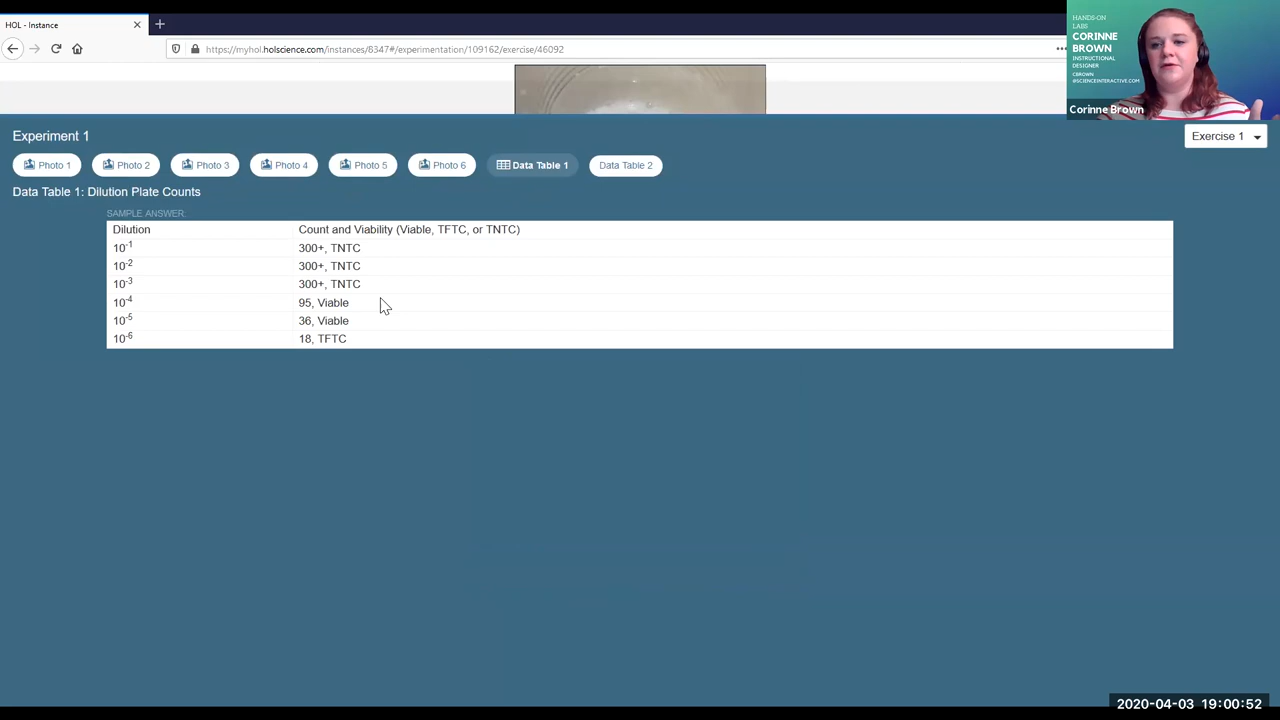 HOL - Instance
https://myhol.holscience.com/instances/8347#/experimentation/109162/exercise/46092
HANDS-ON
LABS
CORINNE
BROWN
INSTRUCTIONAL
DESIGNER
CBROWN
@SCIENCEINTERACTIVE.COM
Corinne Brown
Experiment 1
Exercise 1
Photo 1 Photo 2 Photo 3 Photo 4 Photo 5 Photo 6 Data Table 1 Data Table 2
Data Table 1: Dilution Plate Counts
SAMPLE ANSWER:
Dilution Count and Viability (Viable, TFTC, or TNTC)
10⁻¹ 300+, TNTC
10⁻² 300+, TNTC
10⁻³ 300+, TNTC
10⁻⁴ 95, Viable
10⁻⁵ 36, Viable
10⁻⁶ 18, TFTC
2020-04-03 19:00:52